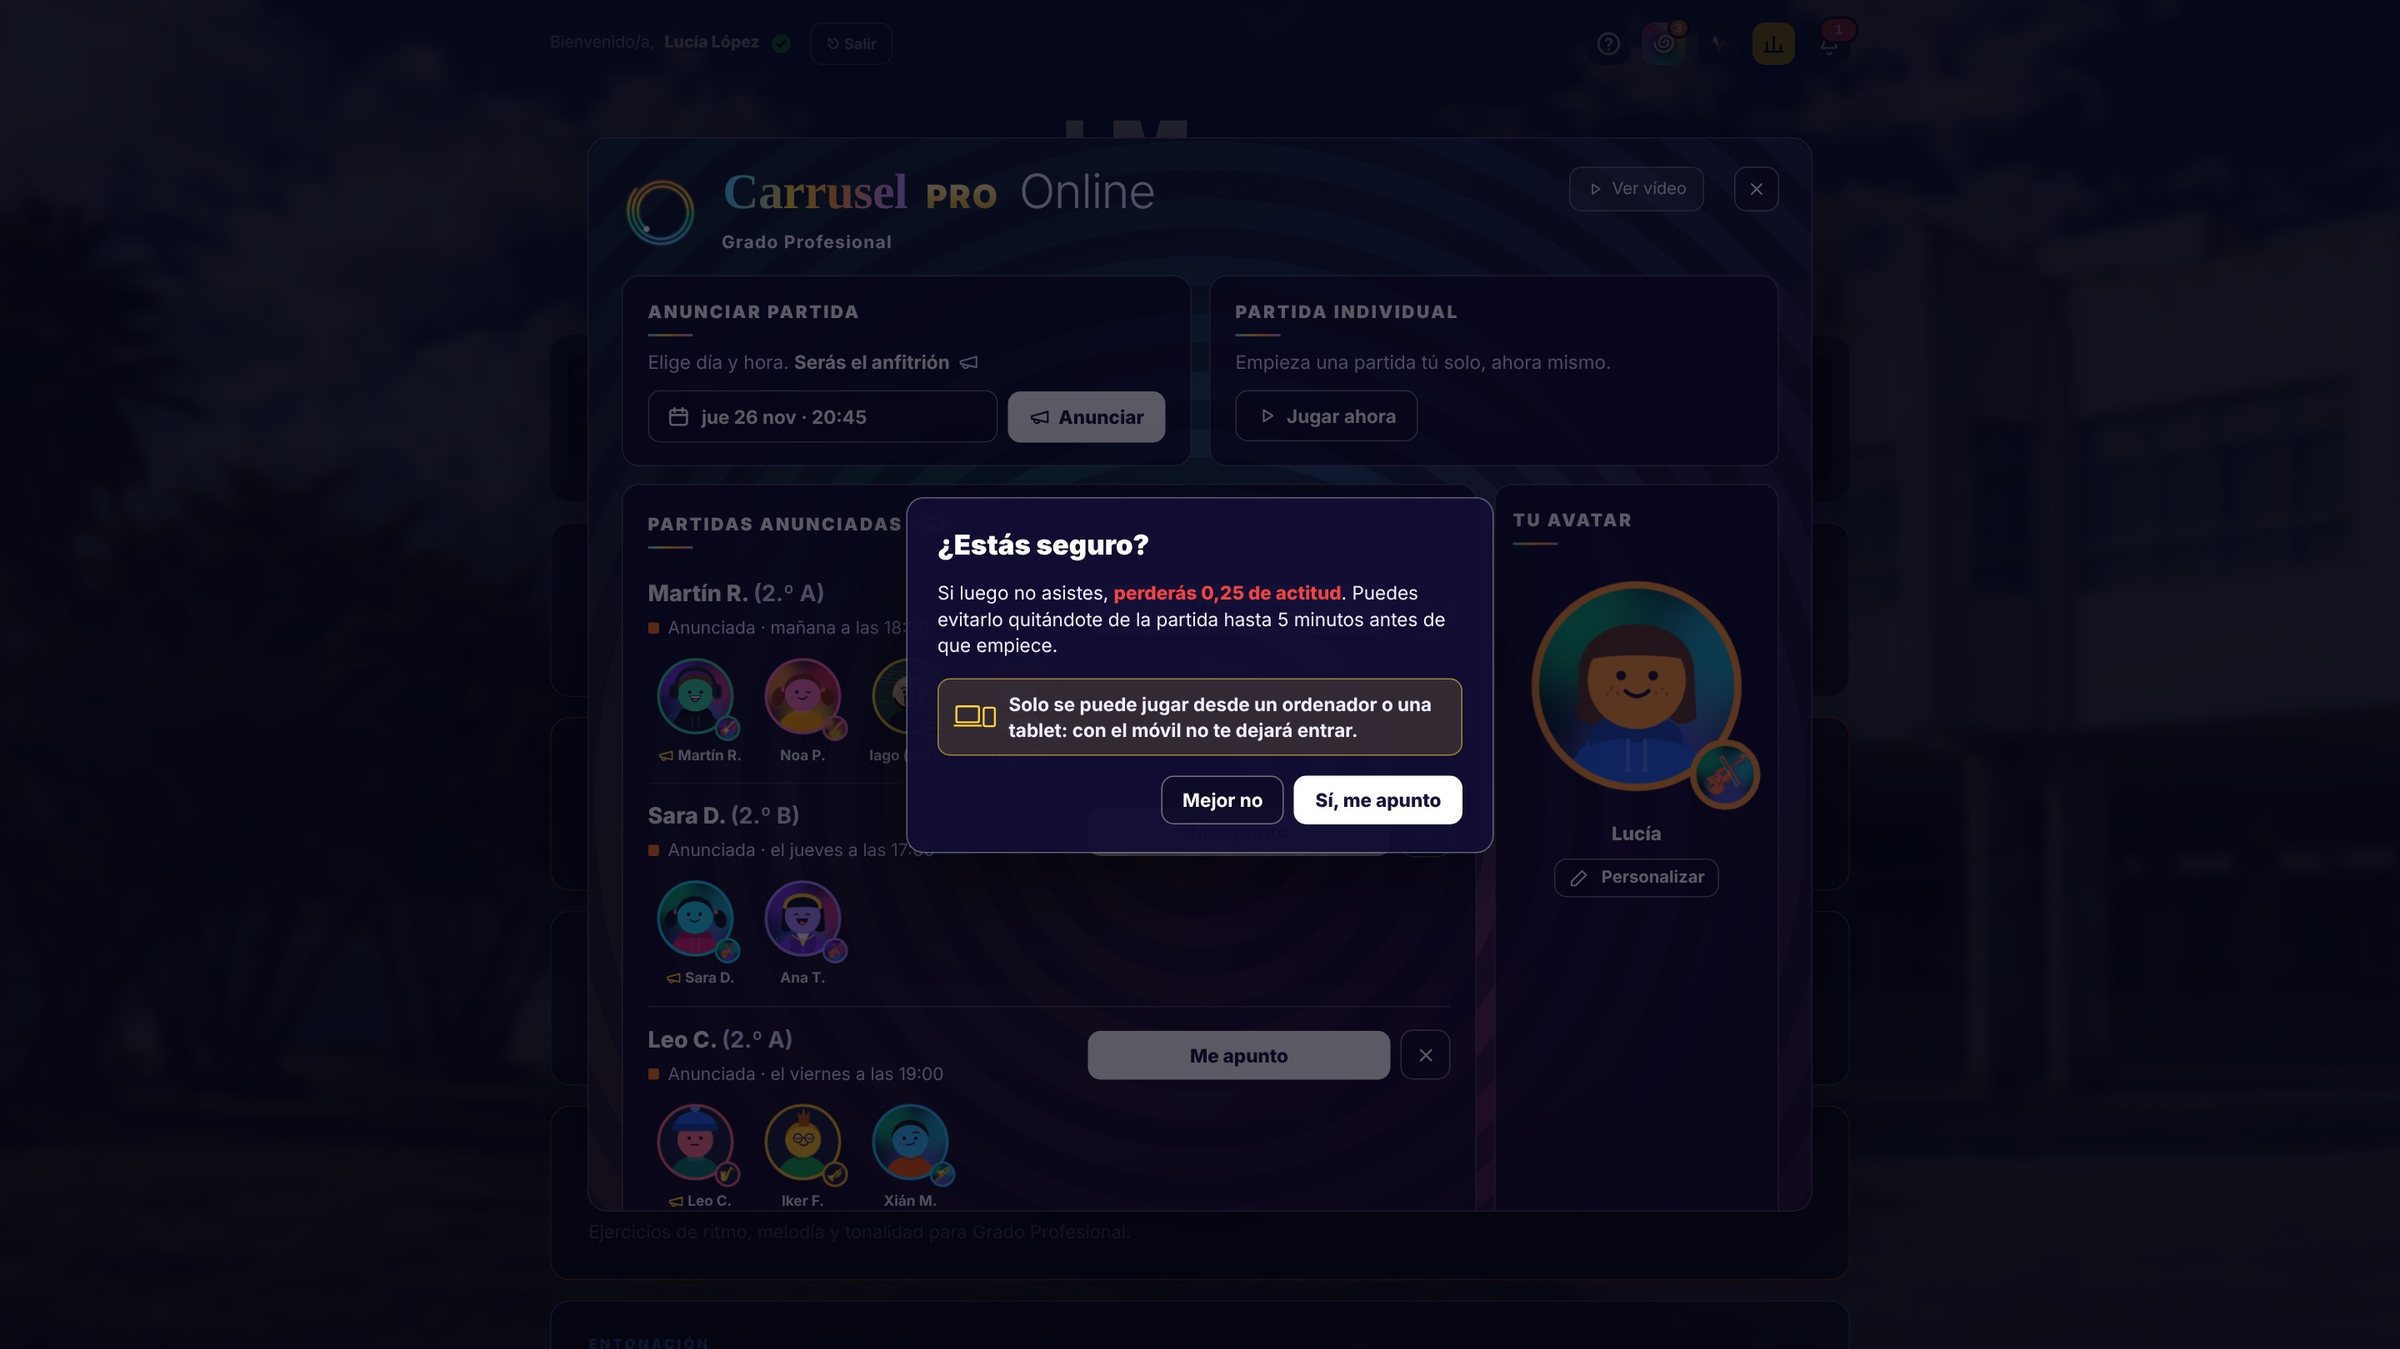 Bienvenido/a, Lucía López
Salir
3
1
Carrusel PRO Online
Grado Profesional
Ver vídeo
ANUNCIAR PARTIDA
Elige día y hora. Serás el anfitrión
jue 26 nov · 20:45
Anunciar
PARTIDA INDIVIDUAL
Empieza una partida tú solo, ahora mismo.
Jugar ahora
PARTIDAS ANUNCIADAS
Martín R. (2.º A)
Anunciada · mañana a las 18:00
Martín R.
Noa P.
Iago
Sara D. (2.º B)
Anunciada · el jueves a las
Sara D.
Ana T.
Leo C. (2.º A)
Anunciada · el viernes a las 19:00
Me apunto
Leo C.
Iker F.
Xián M.
¿Estás seguro?
Si luego no asistes, perderás 0,25 de actitud. Puedes
evitarlo quitándote de la partida hasta 5 minutos antes de
que empiece.
Solo se puede jugar desde un ordenador o una
tablet: con el móvil no te dejará entrar.
Mejor no
Sí, me apunto
TU AVATAR
Lucía
Personalizar
Ejercicios de ritmo, melodía y tonalidad para Grado Profesional.
ENTONACIÓN